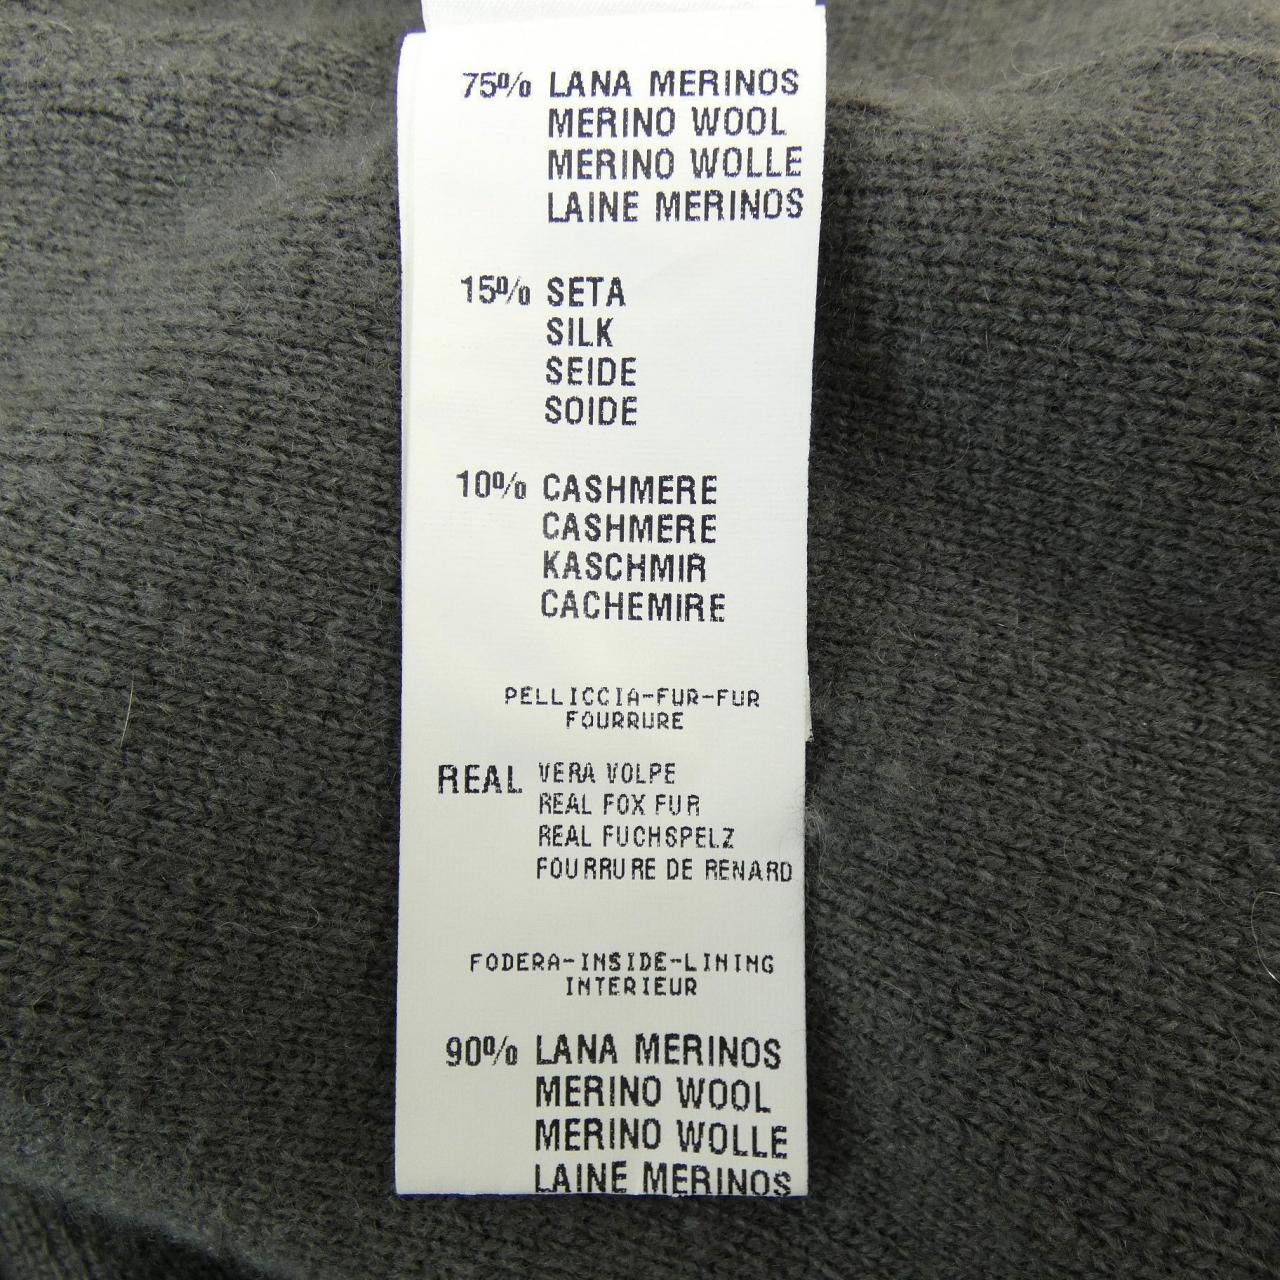 75% LANA MERINOS
MERINO WOOL
MERINO WOLLE
LAINE MERINOS
15% SETA
SILK
SEIDE
SOIDE
10% CASHMERE
CASHMERE
KASCHMIR
CACHEMIRE
PELLICCIA-FUR-FUR
FOURRURE
REAL VERA VOLPE
REAL FOX FUR
REAL FUCHSPELZ
FOURRURE DE RENARD
FODERA-INSIDE-LINING
INTERIEUR
90% LANA MERINOS
MERINO WOOL
MERINO WOLLE
LAINE MERINOS